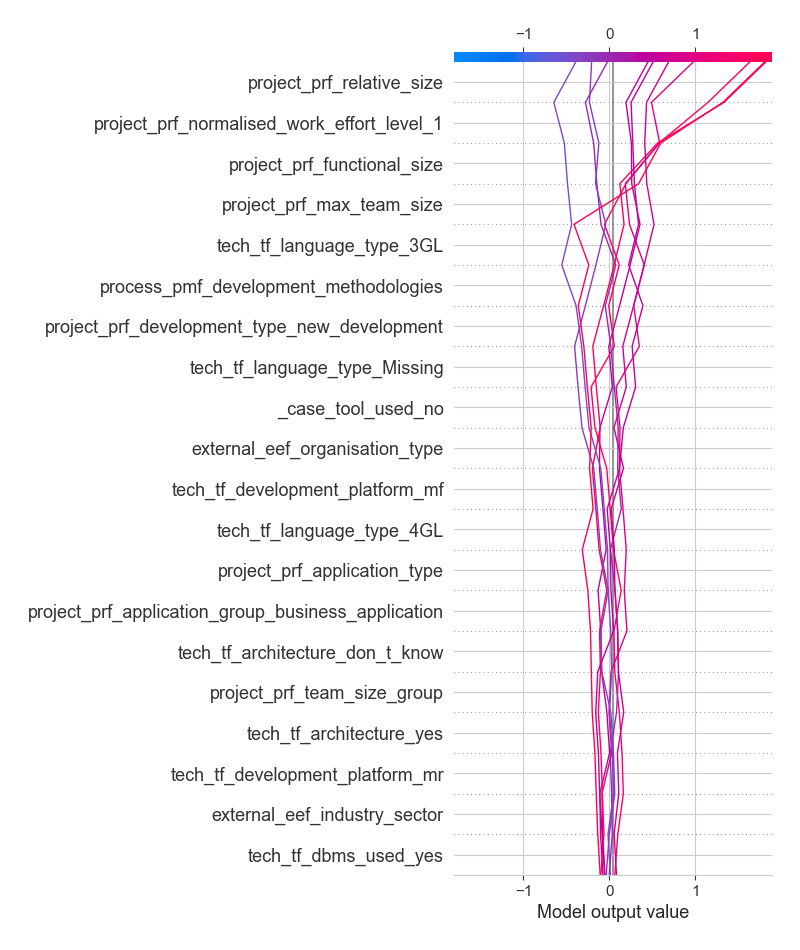 −1 0 1
project_prf_relative_size
project_prf_normalised_work_effort_level_1
project_prf_functional_size
project_prf_max_team_size
tech_tf_language_type_3GL
process_pmf_development_methodologies
project_prf_development_type_new_development
tech_tf_language_type_Missing
_case_tool_used_no
external_eef_organisation_type
tech_tf_development_platform_mf
tech_tf_language_type_4GL
project_prf_application_type
project_prf_application_group_business_application
tech_tf_architecture_don_t_know
project_prf_team_size_group
tech_tf_architecture_yes
tech_tf_development_platform_mr
external_eef_industry_sector
tech_tf_dbms_used_yes
−1 0 1
Model output value